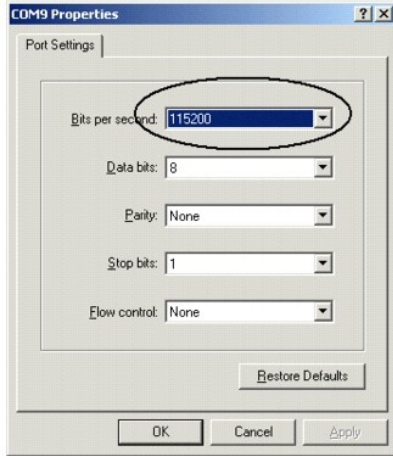 COM9 Properties
Port Settings
Bits per second: 115200
Data bits: 8
Parity: None
Stop bits: 1
Flow control: None
Restore Defaults
OK Cancel Apply